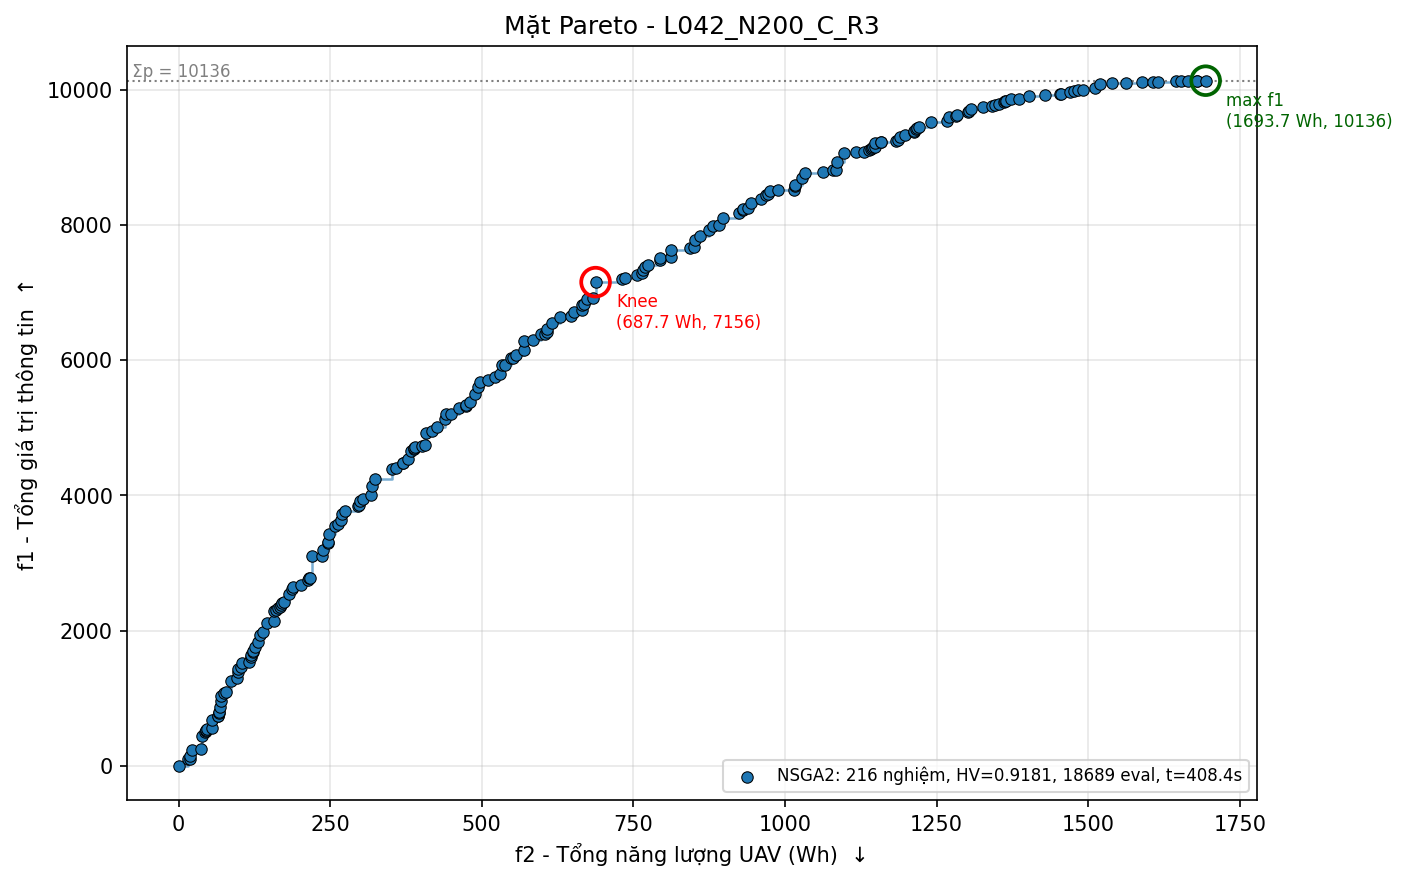 Mặt Pareto - L042_N200_C_R3
Σp = 10136
max f1
(1693.7 Wh, 10136)
Knee
(687.7 Wh, 7156)
10000
8000
6000
4000
2000
0
f1 - Tổng giá trị thông tin ↑
NSGA2: 216 nghiệm, HV=0.9181, 18689 eval, t=408.4s
0 250 500 750 1000 1250 1500 1750
f2 - Tổng năng lượng UAV (Wh) ↓